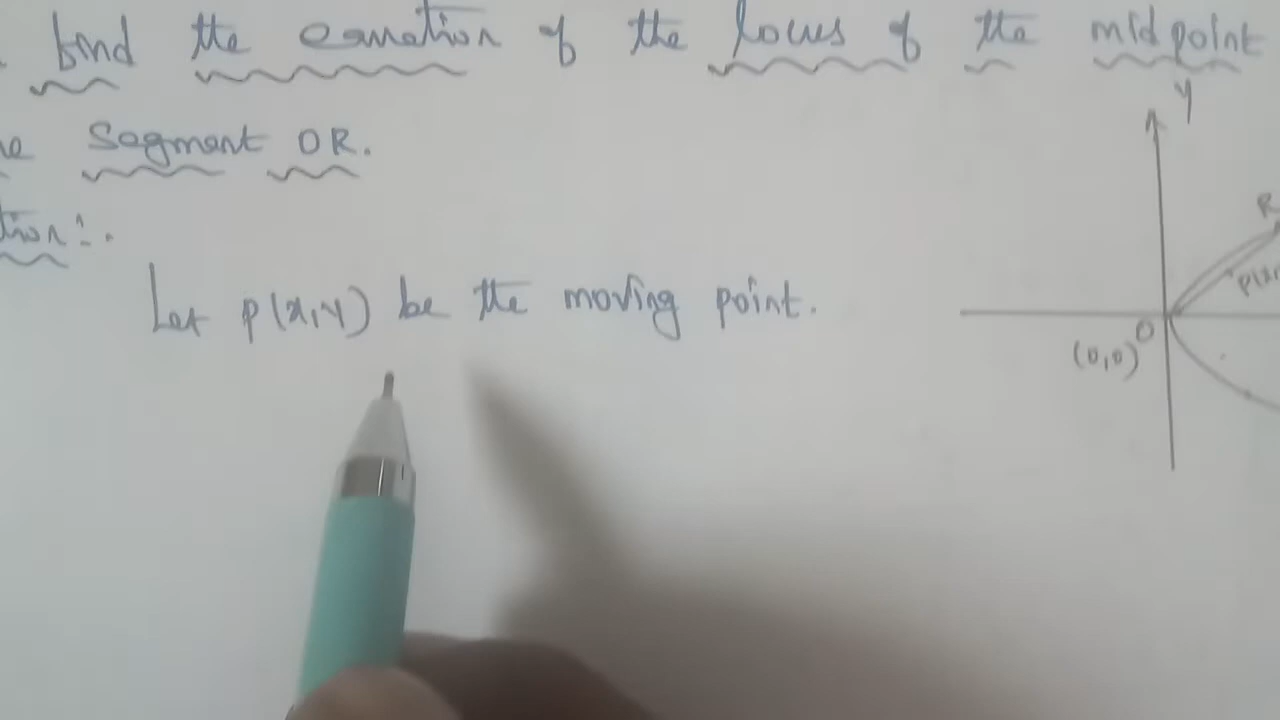 find the equation of the locus of the midpoint
Segment OR.
Let P(x,y) be the moving point.
Y
R
O
(0,0)